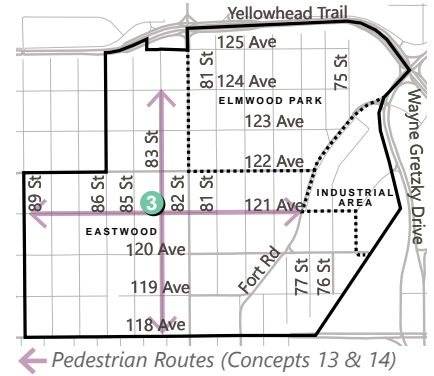 Yellowhead Trail
125 Ave
81 St
75 St
124 Ave
ELMWOOD PARK
123 Ave
Wayne Gretzky Drive
83 St
122 Ave
89 St
86 St
85 St
3
82 St
81 St
121 Ave
INDUSTRIAL
AREA
EASTWOOD
120 Ave
Fort Rd
77 St
76 St
119 Ave
118 Ave
Pedestrian Routes (Concepts 13 & 14)